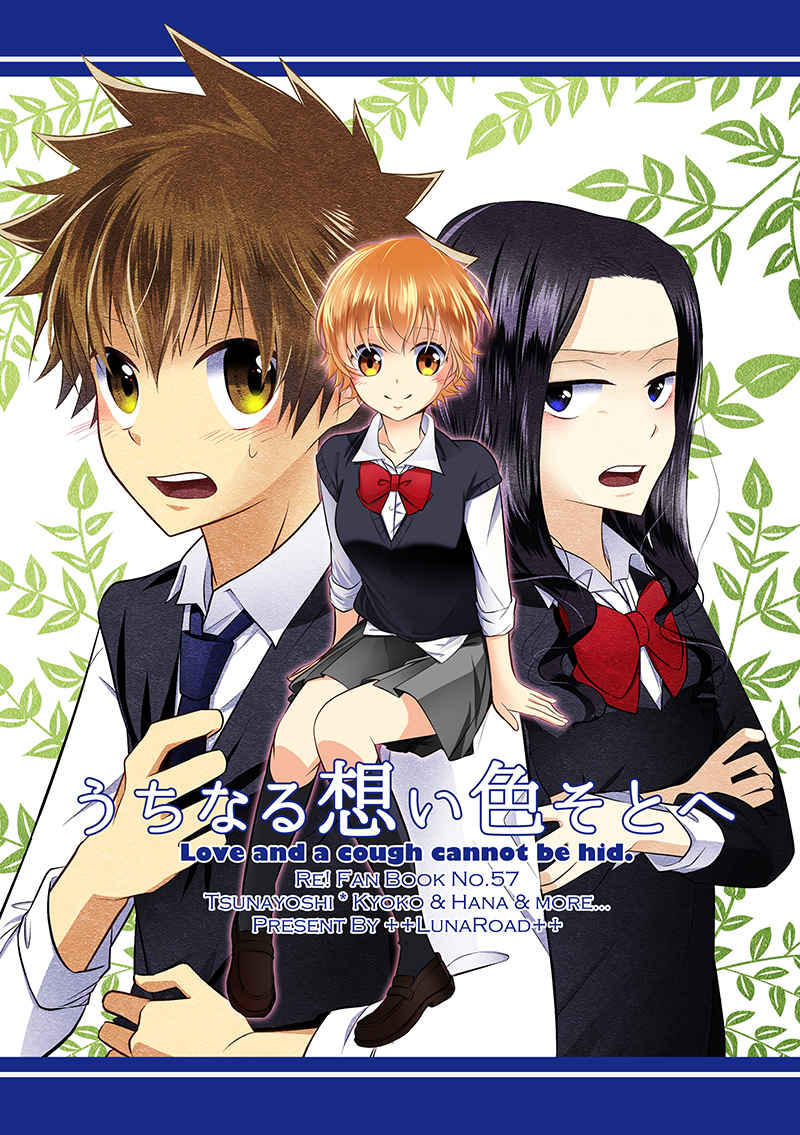 うちなる想い色そとへ
Love and a cough cannot be hid.
Re! Fan Book No.57
Tsunayoshi * Kyoko & Hana & more...
Present By ++LunaRoad++